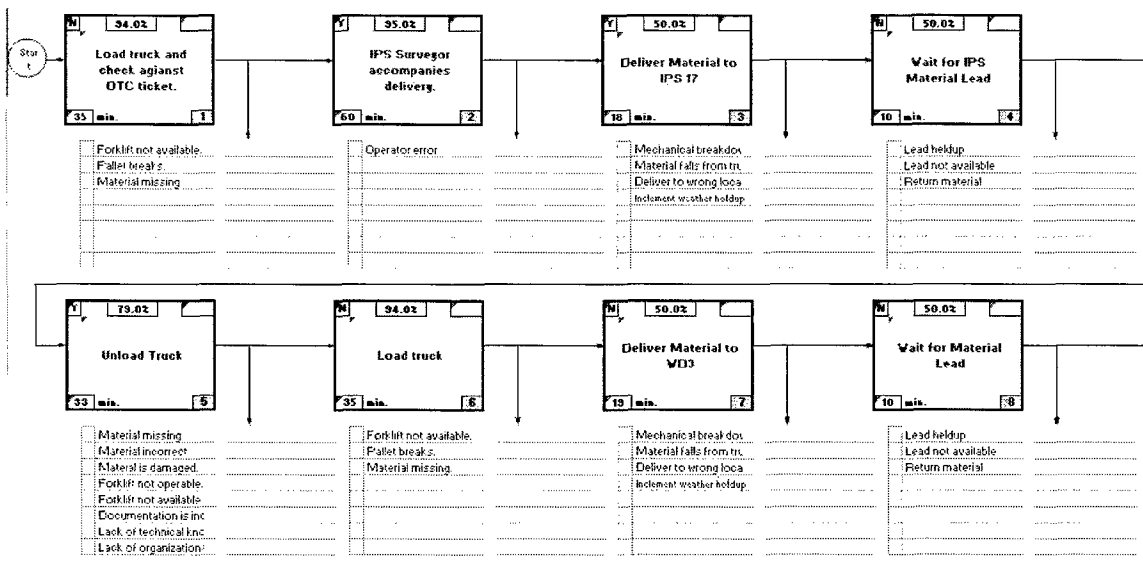 Star
t
N 94.0%
Load truck and
check agianst
OTC ticket.
35 min. 1
Forklift not available.
Pallet breaks.
Material missing
Y 95.0%
IPS Surveyor
accompanies
delivery.
60 min. 2
Operator error
Y 50.0%
Deliver Material to
IPS 17
18 min. 3
Mechanical breakdov
Material falls from tru
Deliver to wrong loca
Inclement weather holdup
N 50.0%
Wait for IPS
Material Lead
10 min. 4
Lead heldup
Lead not available
Return material
Y 79.0%
Unload Truck
33 min. 5
Material missing
Material incorrect
Materal is damaged.
Forklift not operable.
Forklift not available
Documentation is inc
Lack of technical knc
Lack of organization
N 94.0%
Load truck
35 min. 6
Forklift not available.
Pallet breaks.
Material missing.
N 50.0%
Deliver Material to
WD3
19 min. 7
Mechanical breakdov
Material falls from tru
Deliver to wrong loca
Inclement weather holdup
N 50.0%
Wait for Material
Lead
10 min. 8
Lead heldup
Lead not available
Return material